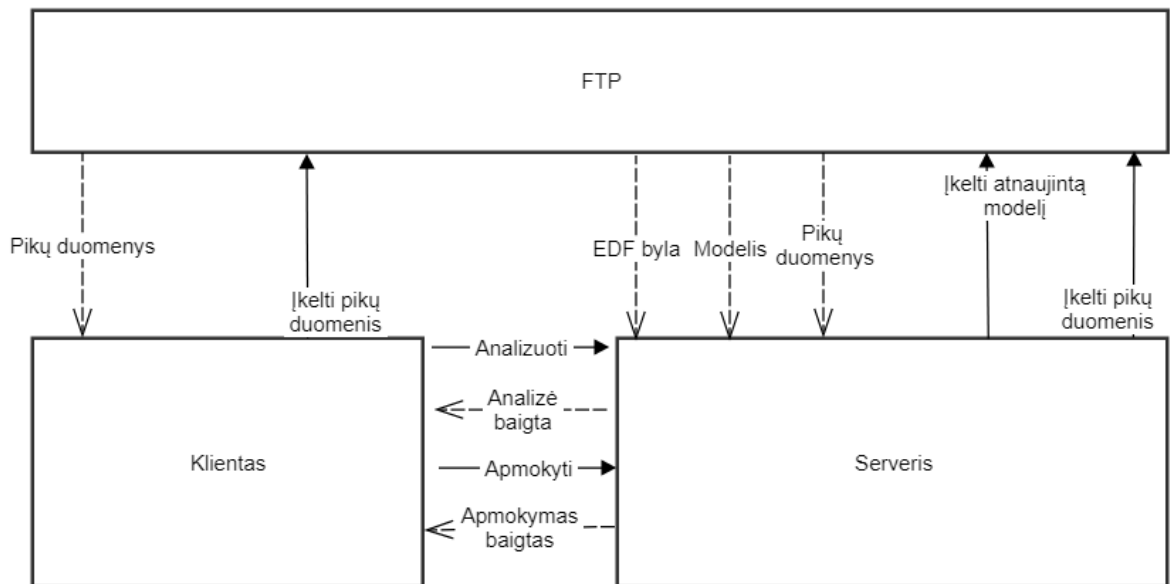 FTP
Įkelti atnaujintą
modelį
Pikų duomenys
EDF byla
Modelis
Pikų
duomenys
Įkelti pikų
duomenis
Įkelti pikų
duomenis
Analizuoti
Analizė
baigta
Klientas
Apmokyti
Serveris
Apmokymas
baigtas